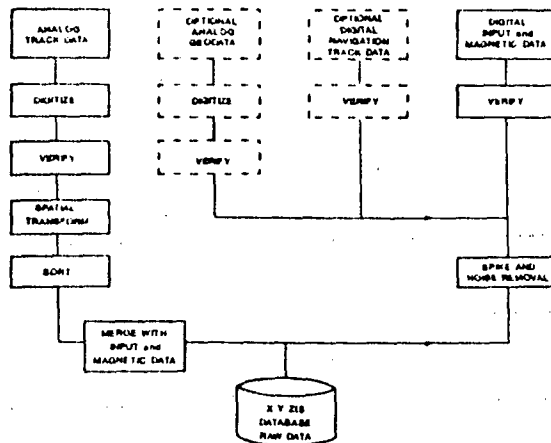 ANALOG
TRACK DATA
OPTIONAL
ANALOG
GEODATA
OPTIONAL
DIGITAL
NAVIGATION
TRACK DATA
DIGITAL
INPUT and
MAGNETIC DATA
DIGITIZE
DIGITIZE
VERIFY
VERIFY
VERIFY
VERIFY
SPATIAL
TRANSFORM
SORT
SPIKE AND
NOISE REMOVAL
MERGE WITH
INPUT and
MAGNETIC DATA
X Y
DATABASE
RAW DATA